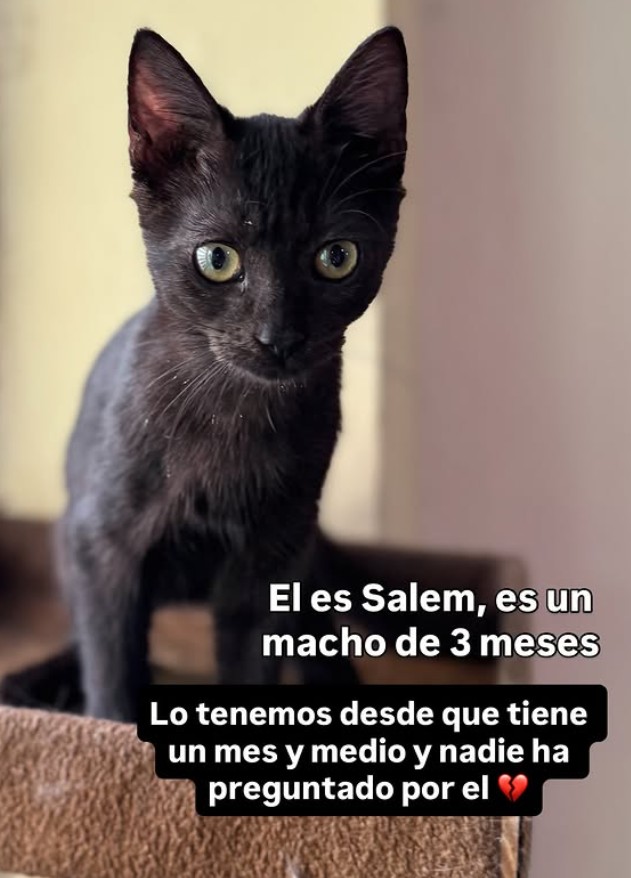 El es Salem, es un
macho de 3 meses
Lo tenemos desde que tiene
un mes y medio y nadie ha
preguntado por el 💔